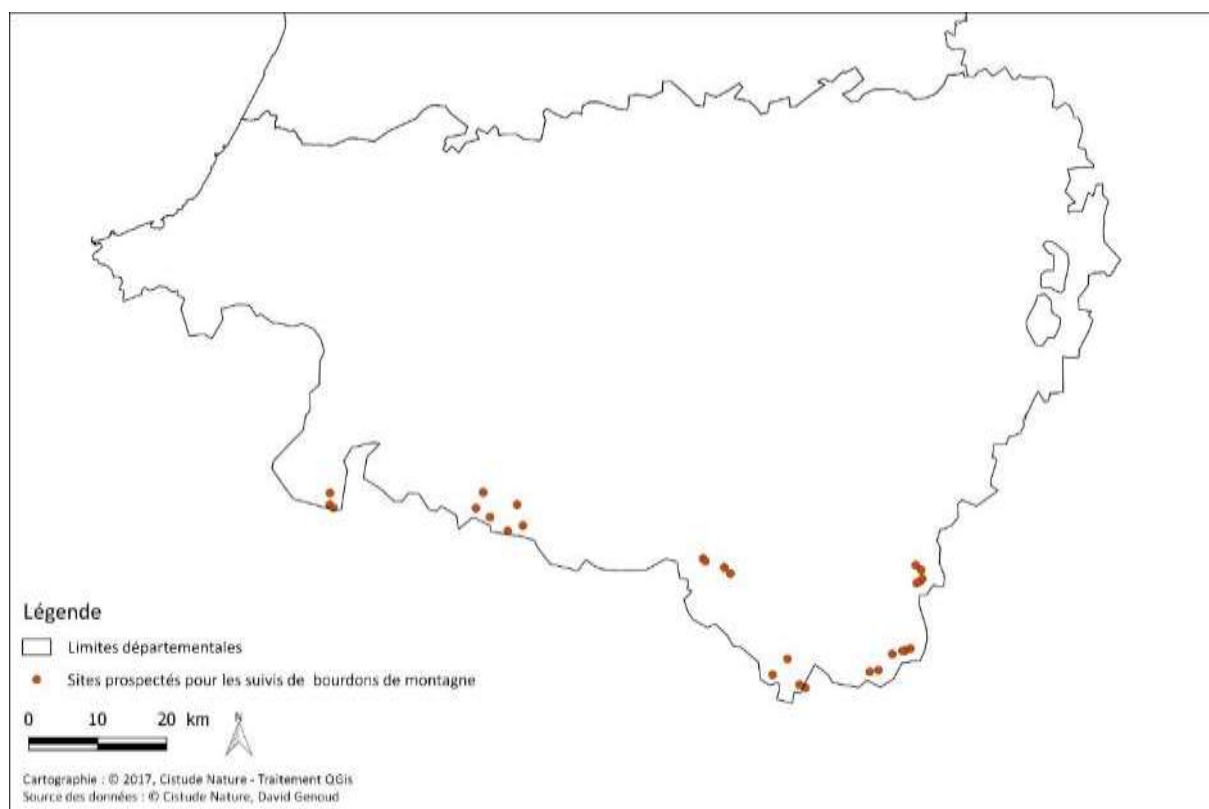 Légende
Limites départementales
Sites prospectés pour les suivis de bourdons de montagne
0 10 20 km
N
Cartographie : © 2017, Cistude Nature - Traitement QGis
Source des données : © Cistude Nature, David Genoud